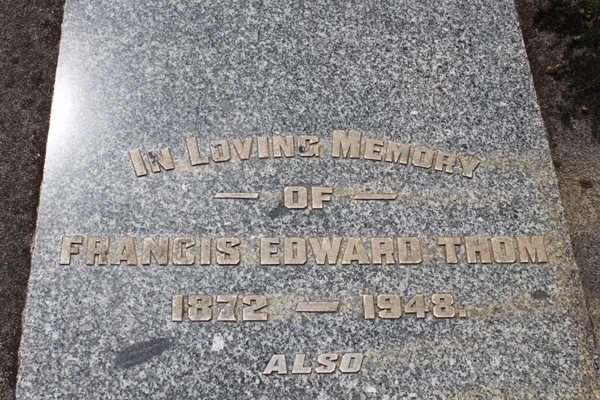 In Loving Memory
— OF —
FRANCIS EDWARD THOM
1872 — 1948.
ALSO